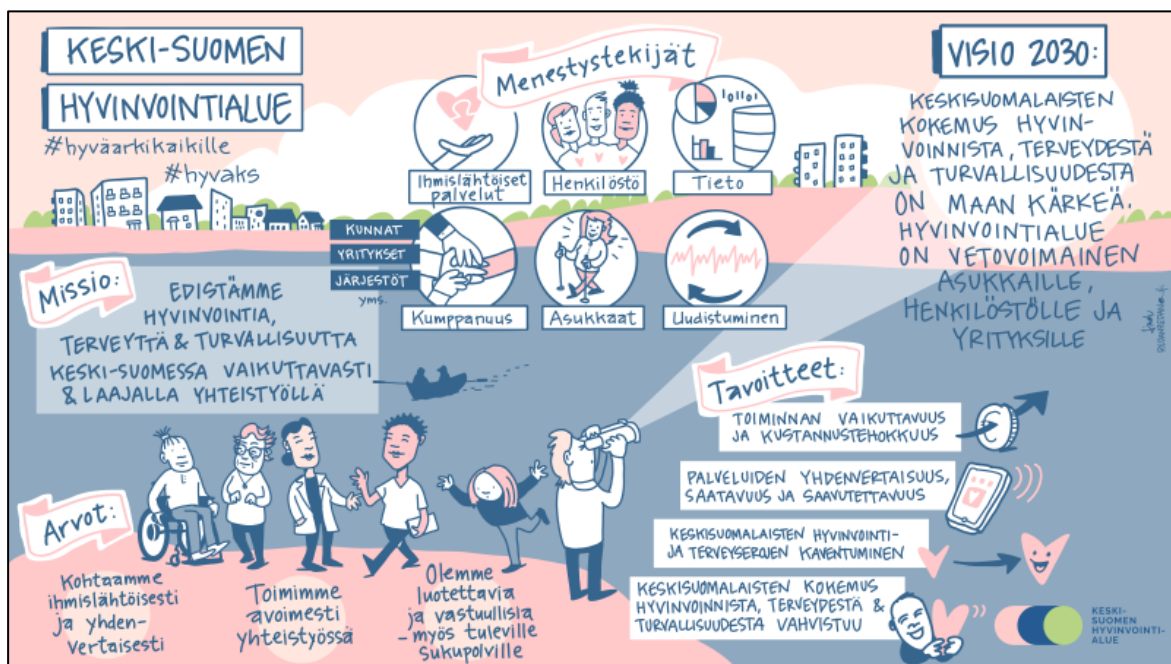 KESKI-SUOMEN
HYVINVOINTIALUE
#hyväarkikaikille
#hyvaks
Menestystekijät
Ihmislähtöiset
palvelut
Henkilöstö
1011011
Tieto
KUNNAT
YRITYKSET
JÄRJESTÖT
yms.
Kumppanuus
Asukkaat
Uudistuminen
VISIO 2030:
KESKISUOMALAISTEN
KOKEMUS HYVIN-
VOINNISTA, TERVEYDESTÄ
JA TURVALLISUUDESTA
ON MAAN KÄRKEÄ.
HYVINVOINTIALUE
ON VETOVOIMAINEN
ASUKKAILLE,
HENKILÖSTÖLLE JA
YRITYKSILLE
Missio:
EDISTÄMME
HYVINVOINTIA,
TERVEYTTÄ & TURVALLISUUTTA
KESKI-SUOMESSA VAIKUTTAVASTI
& LAAJALLA YHTEISTYÖLLÄ
Arvot:
Kohtaamme
ihmislähtöisesti
ja yhden-
vertaisesti
Toimimme
avoimesti
yhteistyössä
Olemme
luotettavia
ja vastuullisia
-myös tuleville
sukupolville
Tavoitteet:
TOIMINNAN VAIKUTTAVUUS
JA KUSTANNUSTEHOKKUUS
€
PALVELUIDEN YHDENVERTAISUUS,
SAATAVUUS JA SAAVUTETTAVUUS
KESKISUOMALAISTEN HYVINVOINTI-
JA TERVEYSEROJEN KAVENTUMINEN
KESKISUOMALAISTEN KOKEMUS
HYVINVOINNISTA, TERVEYDESTÄ &
TURVALLISUUDESTA VAHVISTUU
KESKI-
SUOMEN
HYVINVOINTI-
ALUE